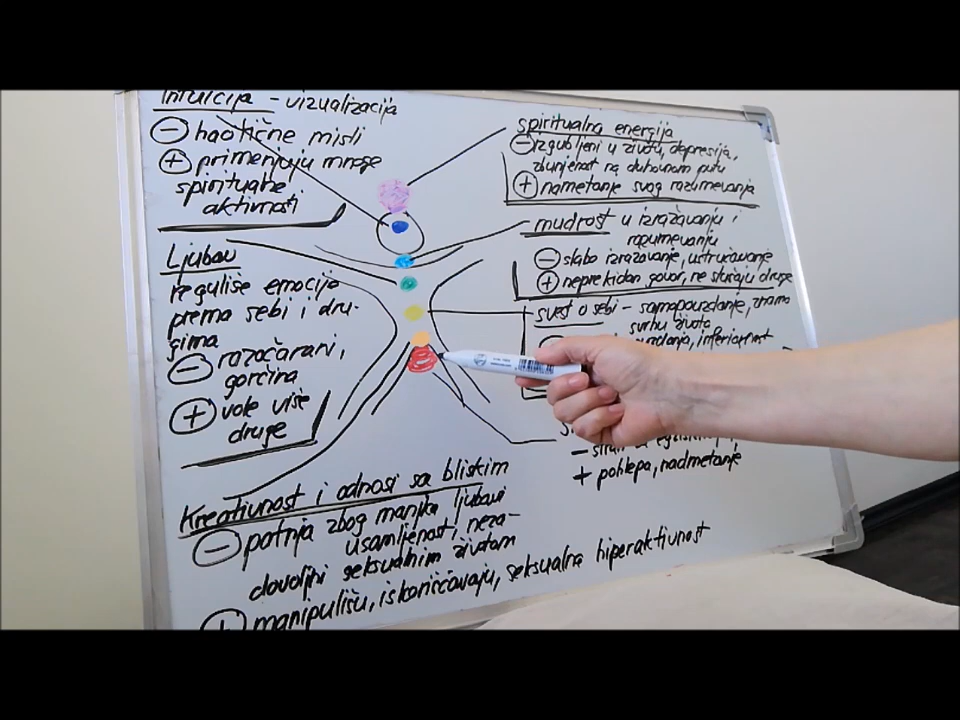 Intuicija - vizualizacija
⊖ haotične misli
⊕ primenjuju mnoge
spiritualne
aktivnosti
Ljubav
reguliše emocije
prema sebi i dru-
gima
⊖ razočarani,
gorčina
⊕ vole više
druge
spiritualna energija
⊖ izgubljeni u životu, depresija,
zbunjenost na duhovnom putu
⊕ nametanje svog razumevanja
mudrost u izražavanju i
razumevanju
⊖ slabo izražavanje, ustručavanje
⊕ neprekidan govor, ne slušaju druge
svest o sebi - samopouzdanje, znamo
svrhu života
inferiornost
- strah
+ pohlepa, nadmetanje
Kreativnost i odnosi sa bliskim
⊖ patnja zbog manjka ljubavi
usamljenost, neza-
dovoljni seksualnim životom
⊕ manipulišu, iskorišćavaju, seksualna hiperaktivnost